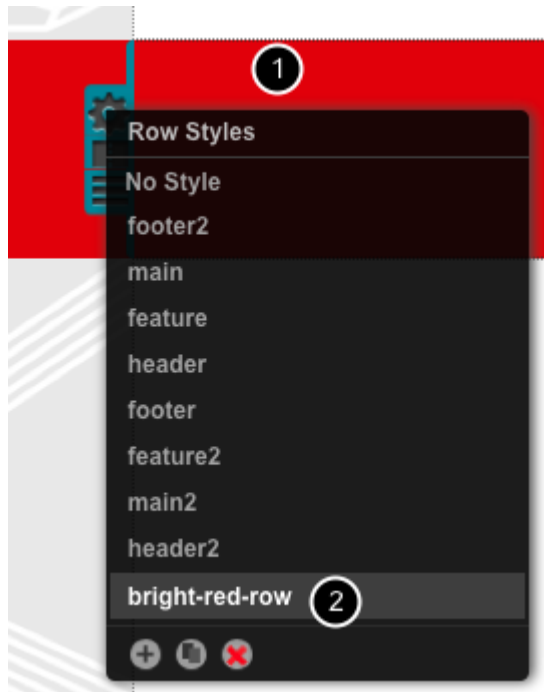 1
Row Styles
No Style
footer2
main
feature
header
footer
feature2
main2
header2
bright-red-row 2